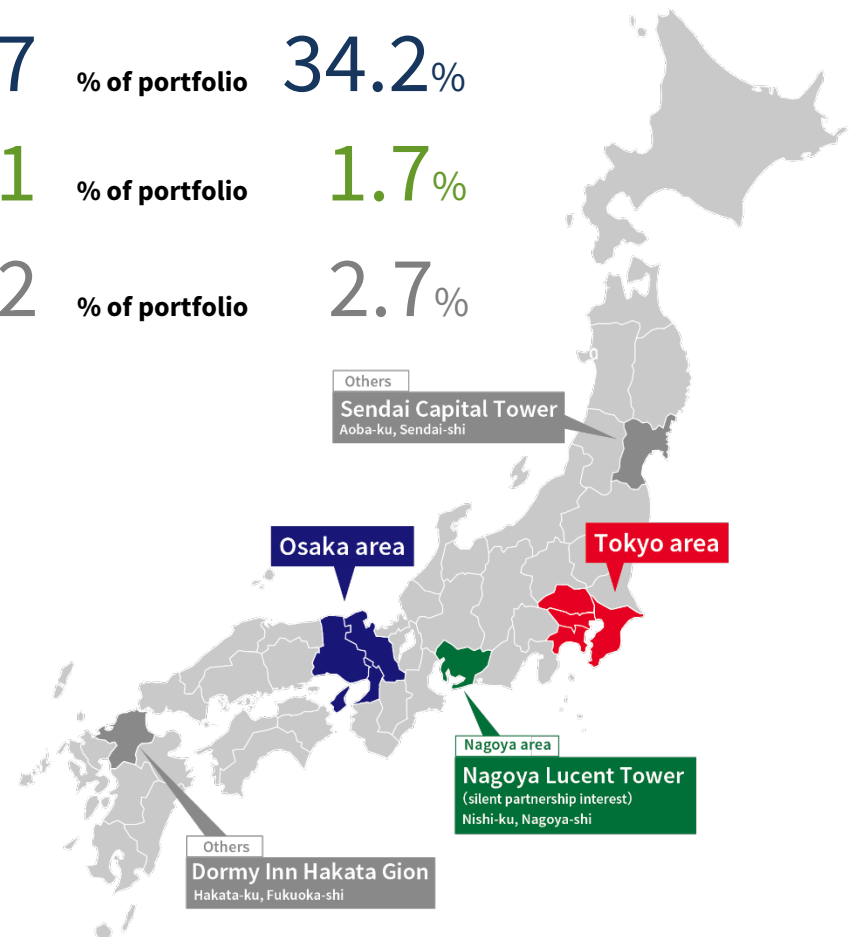 7 % of portfolio 34.2%
1 % of portfolio 1.7%
2 % of portfolio 2.7%
Others
Sendai Capital Tower
Aoba-ku, Sendai-shi
Osaka area
Tokyo area
Nagoya area
Nagoya Lucent Tower
(silent partnership interest)
Nishi-ku, Nagoya-shi
Others
Dormy Inn Hakata Gion
Hakata-ku, Fukuoka-shi